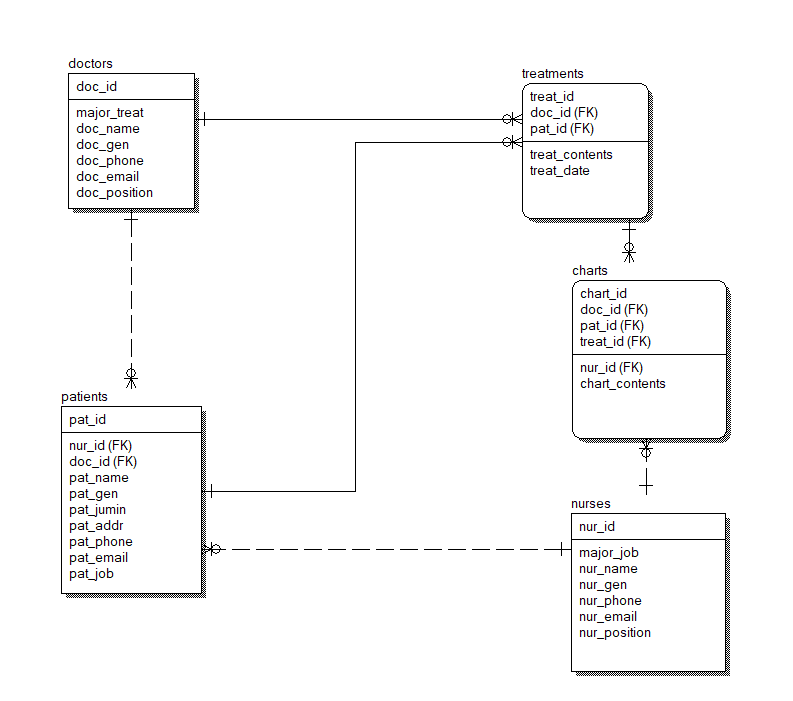 doctors
doc_id
major_treat
doc_name
doc_gen
doc_phone
doc_email
doc_position
treatments
treat_id
doc_id (FK)
pat_id (FK)
treat_contents
treat_date
charts
chart_id
doc_id (FK)
pat_id (FK)
treat_id (FK)
nur_id (FK)
chart_contents
patients
pat_id
nur_id (FK)
doc_id (FK)
pat_name
pat_gen
pat_jumin
pat_addr
pat_phone
pat_email
pat_job
nurses
nur_id
major_job
nur_name
nur_gen
nur_phone
nur_email
nur_position